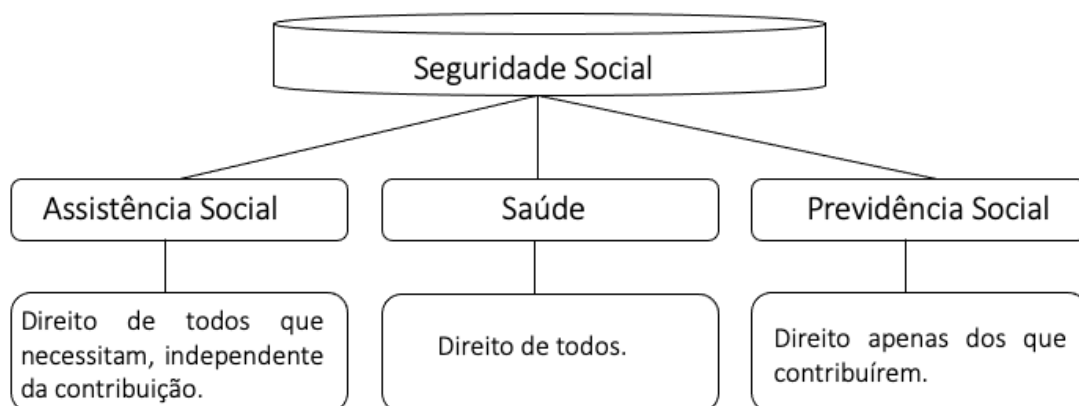 Seguridade Social
Assistência Social
Saúde
Previdência Social
Direito de todos que
necessitam, independente
da contribuição.
Direito de todos.
Direito apenas dos que
contribuírem.